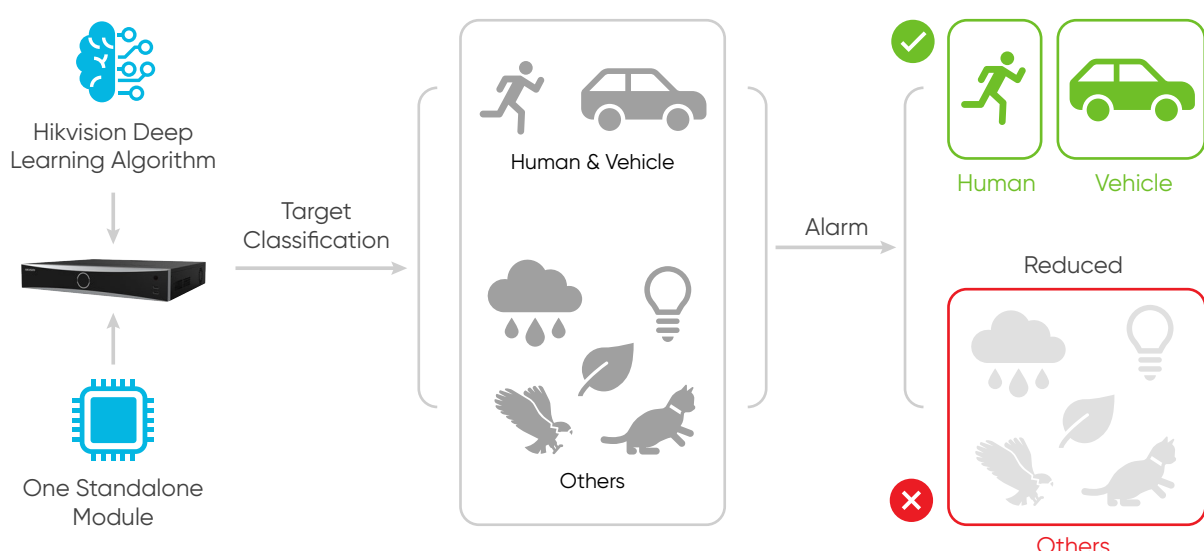 Hikvision Deep
Learning Algorithm
One Standalone
Module
Target
Classification
Human & Vehicle
Others
Alarm
Human
Vehicle
Reduced
Others